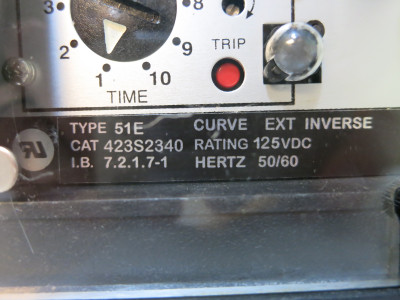 3
8
2
9
1
10
TRIP
TIME
TYPE 51E CURVE EXT INVERSE
CAT 423S2340 RATING 125VDC
I.B. 7.2.1.7-1 HERTZ 50/60